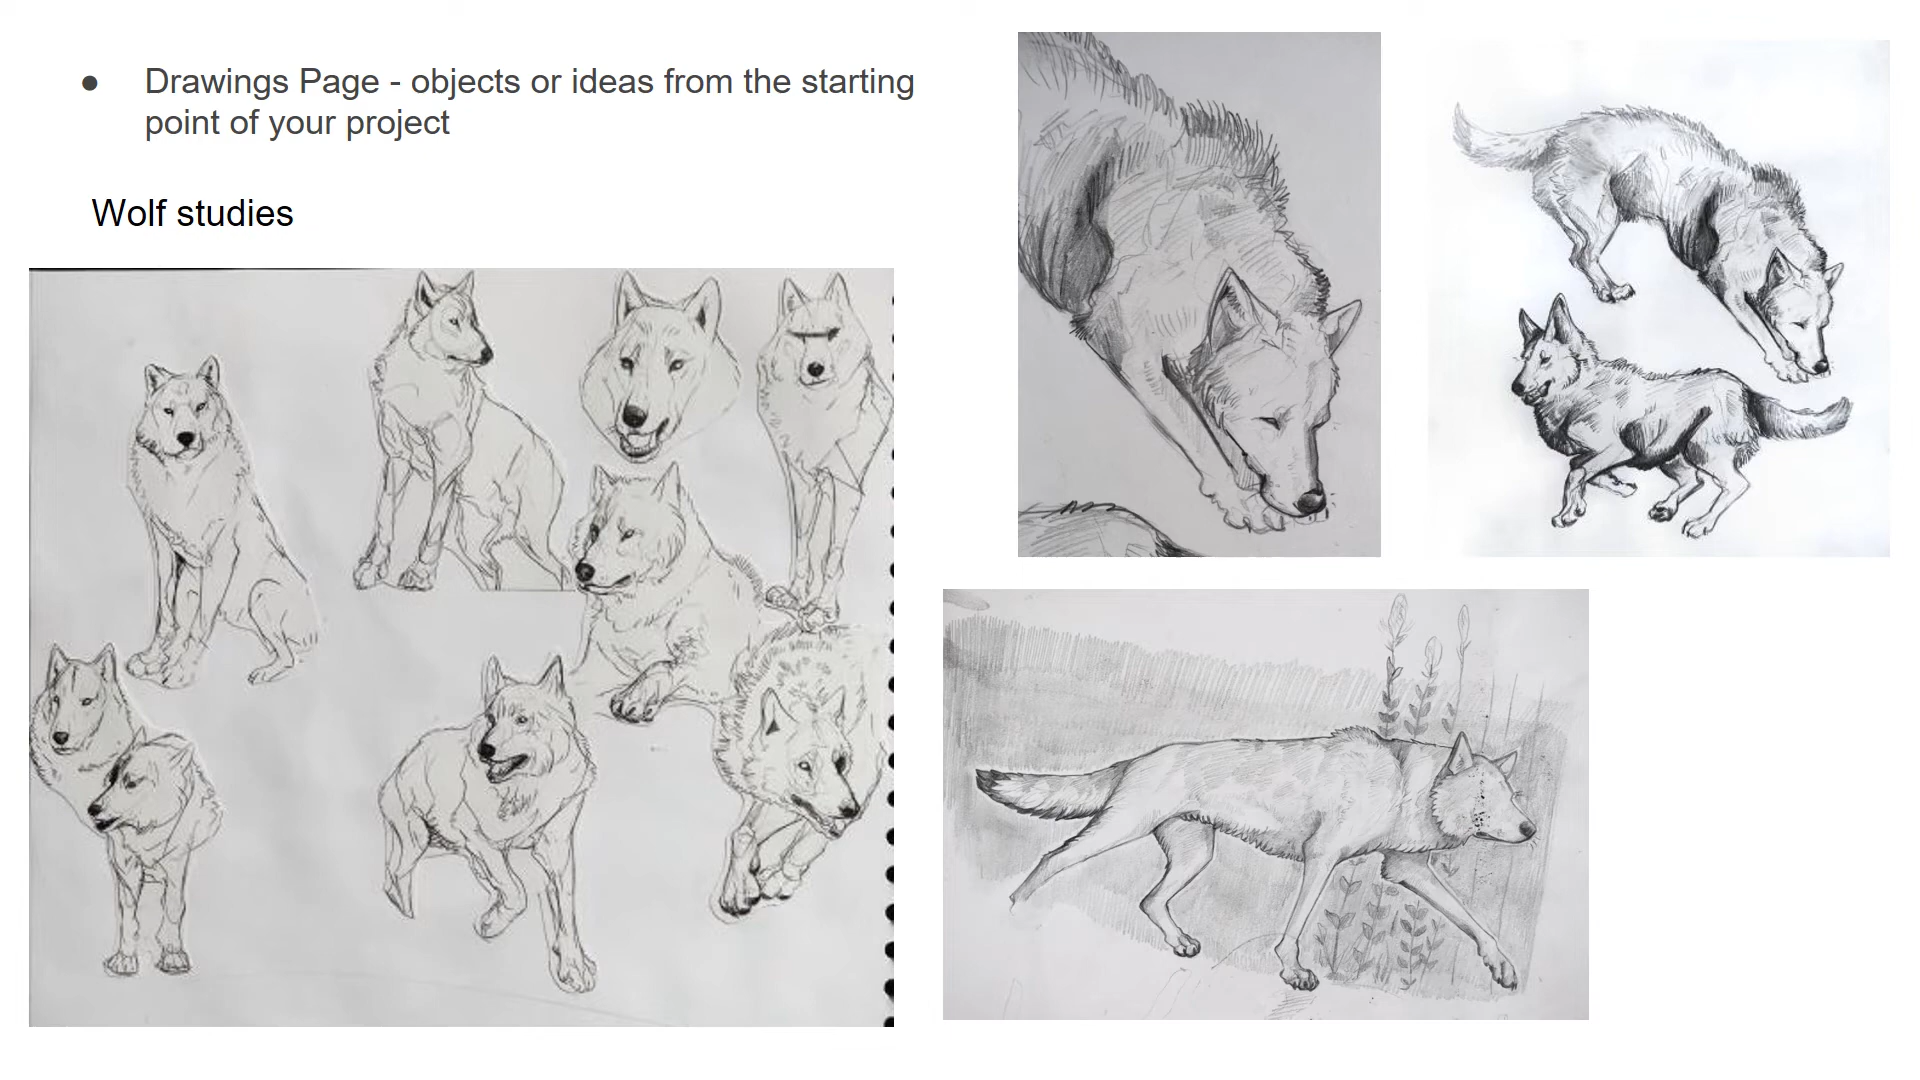 ● Drawings Page - objects or ideas from the starting
point of your project
Wolf studies